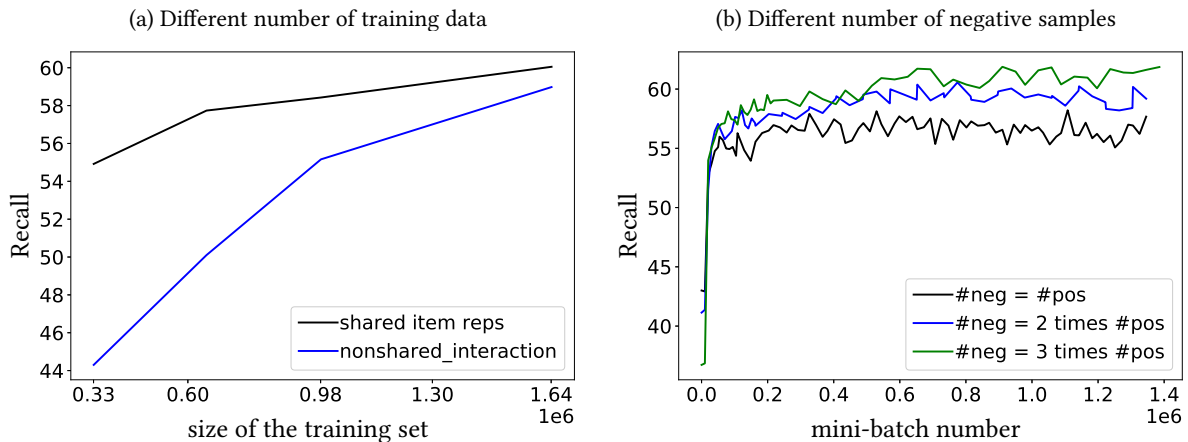 (a) Different number of training data
60
58
56
54
52
50
48
46
44
Recall
shared item reps
nonshared_interaction
0.33 0.60 0.98 1.30 1.64
1e6
size of the training set
(b) Different number of negative samples
60
55
50
45
40
Recall
#neg = #pos
#neg = 2 times #pos
#neg = 3 times #pos
0.0 0.2 0.4 0.6 0.8 1.0 1.2 1.4
1e6
mini-batch number